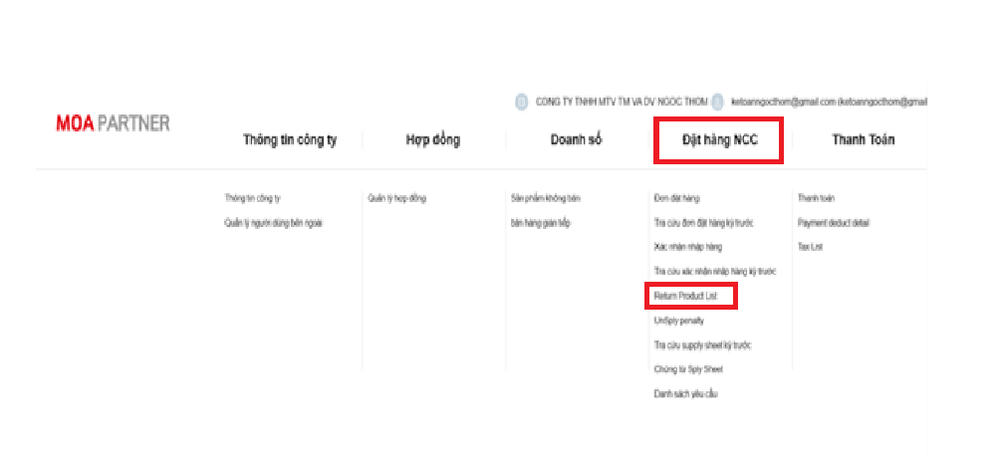 CONG TY TNHH MTV TM VA DV NGOC THOM ketoanngocthom@gmail.com (ketoanngocthom@gmail
MOA PARTNER
Thông tin công ty Hợp đồng Doanh số Đặt hàng NCC Thanh Toán
Thông tin công ty Quản lý hợp đồng Sản phẩm không bán Đơn đặt hàng Thanh toán
Quản lý người dùng bên ngoài bán hàng gián tiếp Tra cứu đơn đặt hàng kỳ trước Payment deduct detail
Xác nhận nhập hàng Tax List
Tra cứu xác nhận nhập hàng kỳ trước
Return Product List
UnSply penalty
Tra cứu supply sheet kỳ trước
Chứng từ Sply Sheet
Danh sách yêu cầu